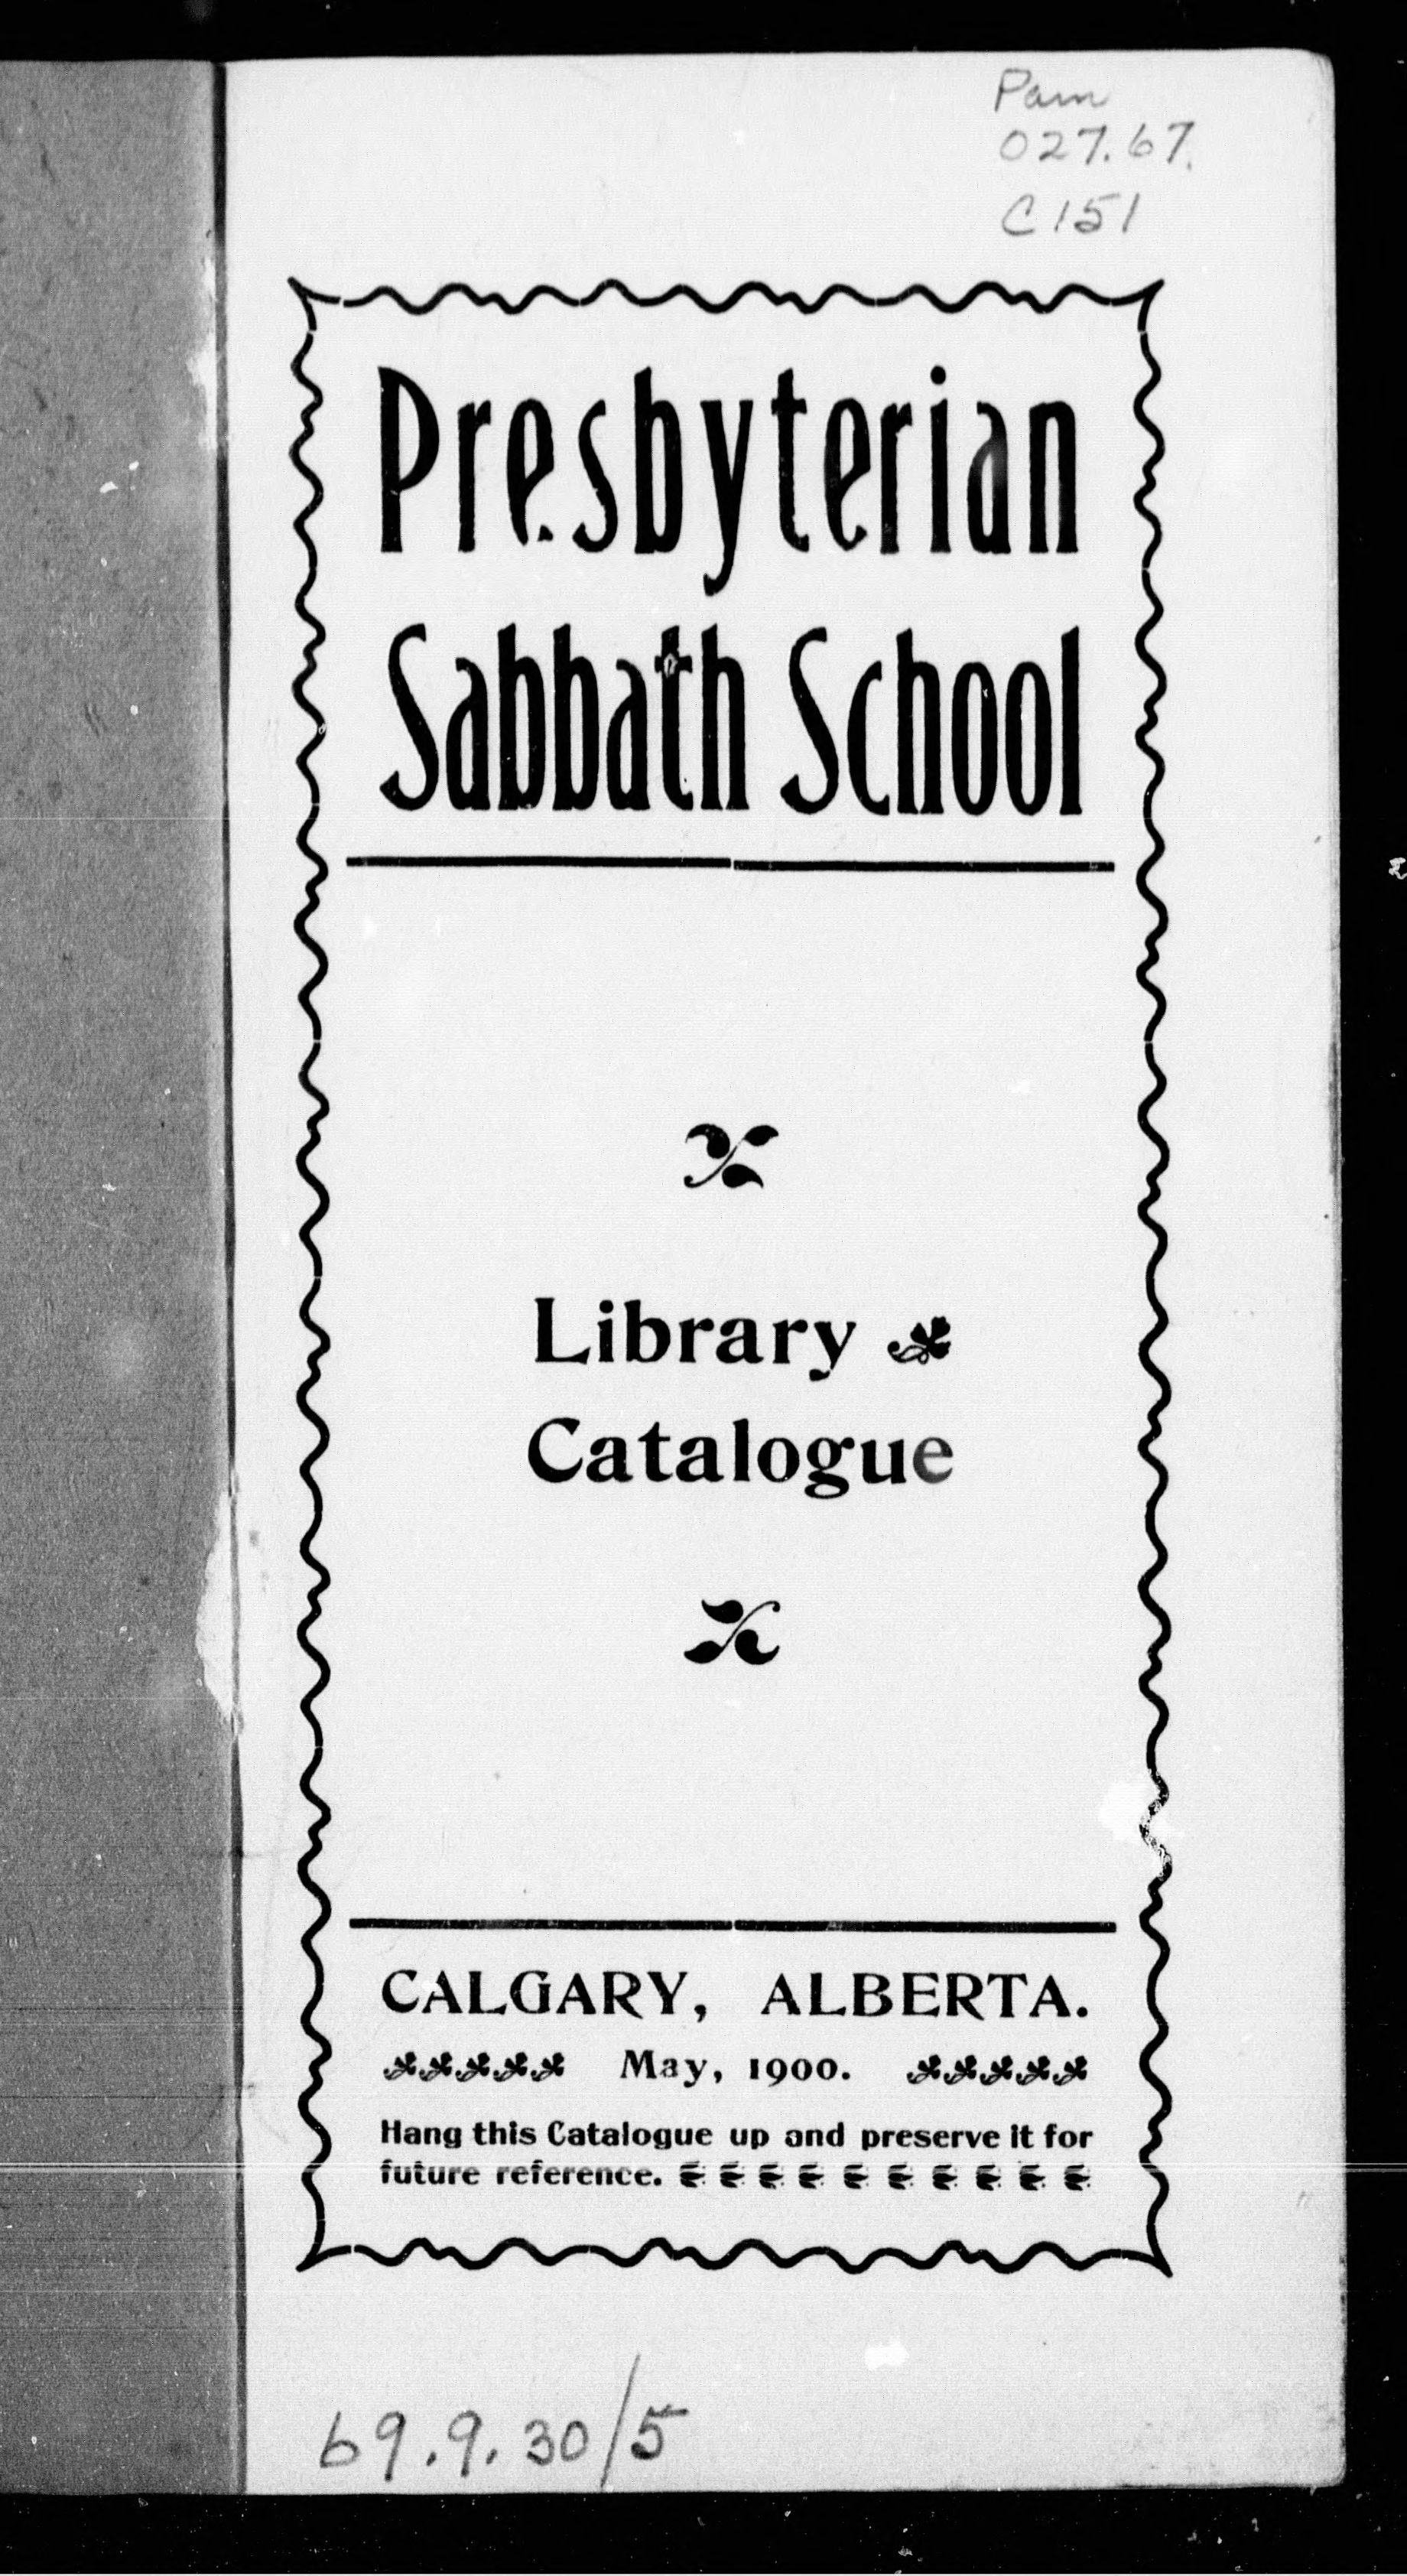 Pam
027.67.
C151
Presbyterian
Sabbath School
Library
Catalogue
CALGARY, ALBERTA.
May, 1900.
Hang this Catalogue up and preserve it for
future reference.
69.9.30/5